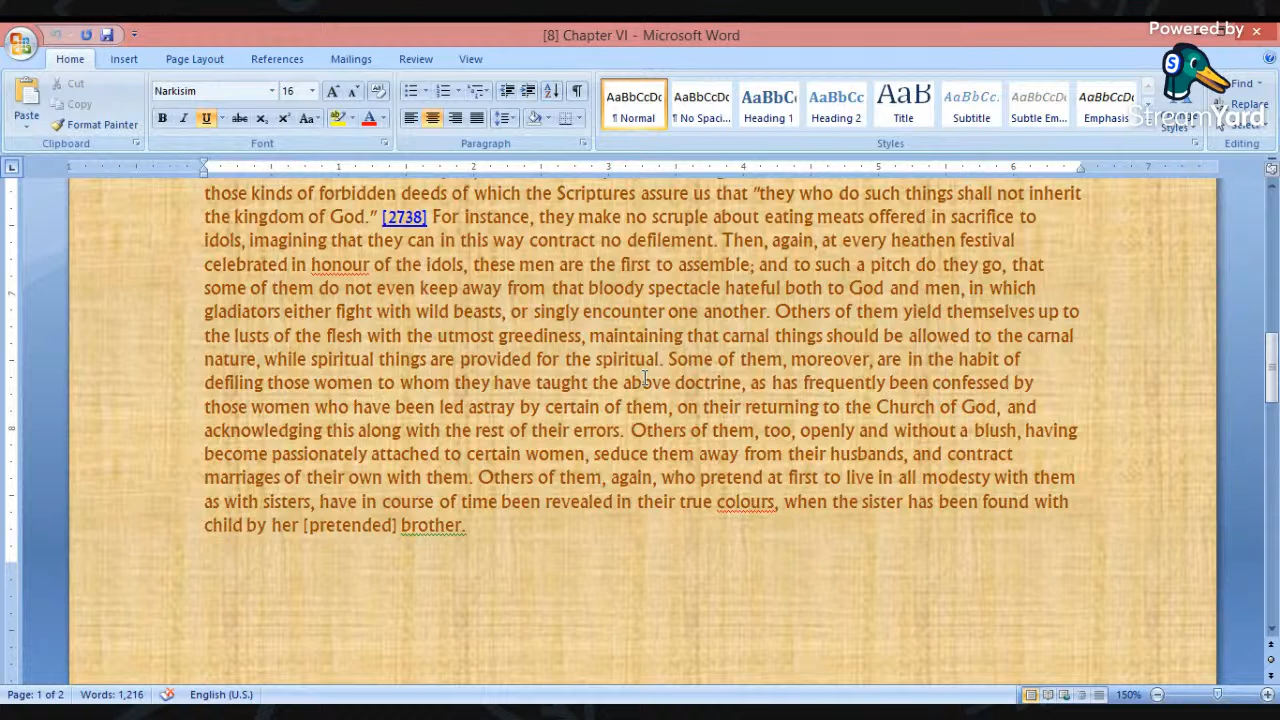 Powered by
[8] Chapter VI - Microsoft Word
Home Insert Page Layout References Mailings Review View
Cut
Copy
Paste
Format Painter
Clipboard
Markisim 16
Font
Paragraph
AaBbCcDc AaBbCcDc AaBbC AaBbCc AaB AaBbCc. AaBbCcDc AaBbCcDc
¶ Normal ¶ No Spaci... Heading 1 Heading 2 Title Subtitle Subtle Em... Emphasis
Styles
Find
Replace
StreamYard
Styles
Editing
1 1 2 3 4 5 6 7
those kinds of forbidden deeds of which the Scriptures assure us that "they who do such things shall not inherit
the kingdom of God." [2738] For instance, they make no scruple about eating meats offered in sacrifice to
idols, imagining that they can in this way contract no defilement. Then, again, at every heathen festival
celebrated in honour of the idols, these men are the first to assemble; and to such a pitch do they go, that
some of them do not even keep away from that bloody spectacle hateful both to God and men, in which
gladiators either fight with wild beasts, or singly encounter one another. Others of them yield themselves up to
the lusts of the flesh with the utmost greediness, maintaining that carnal things should be allowed to the carnal
nature, while spiritual things are provided for the spiritual. Some of them, moreover, are in the habit of
defiling those women to whom they have taught the above doctrine, as has frequently been confessed by
those women who have been led astray by certain of them, on their returning to the Church of God, and
acknowledging this along with the rest of their errors. Others of them, too, openly and without a blush, having
become passionately attached to certain women, seduce them away from their husbands, and contract
marriages of their own with them. Others of them, again, who pretend at first to live in all modesty with them
as with sisters, have in course of time been revealed in their true colours, when the sister has been found with
child by her [pretended] brother.
Page: 1 of 2 Words: 1,216 English (U.S.) 150%